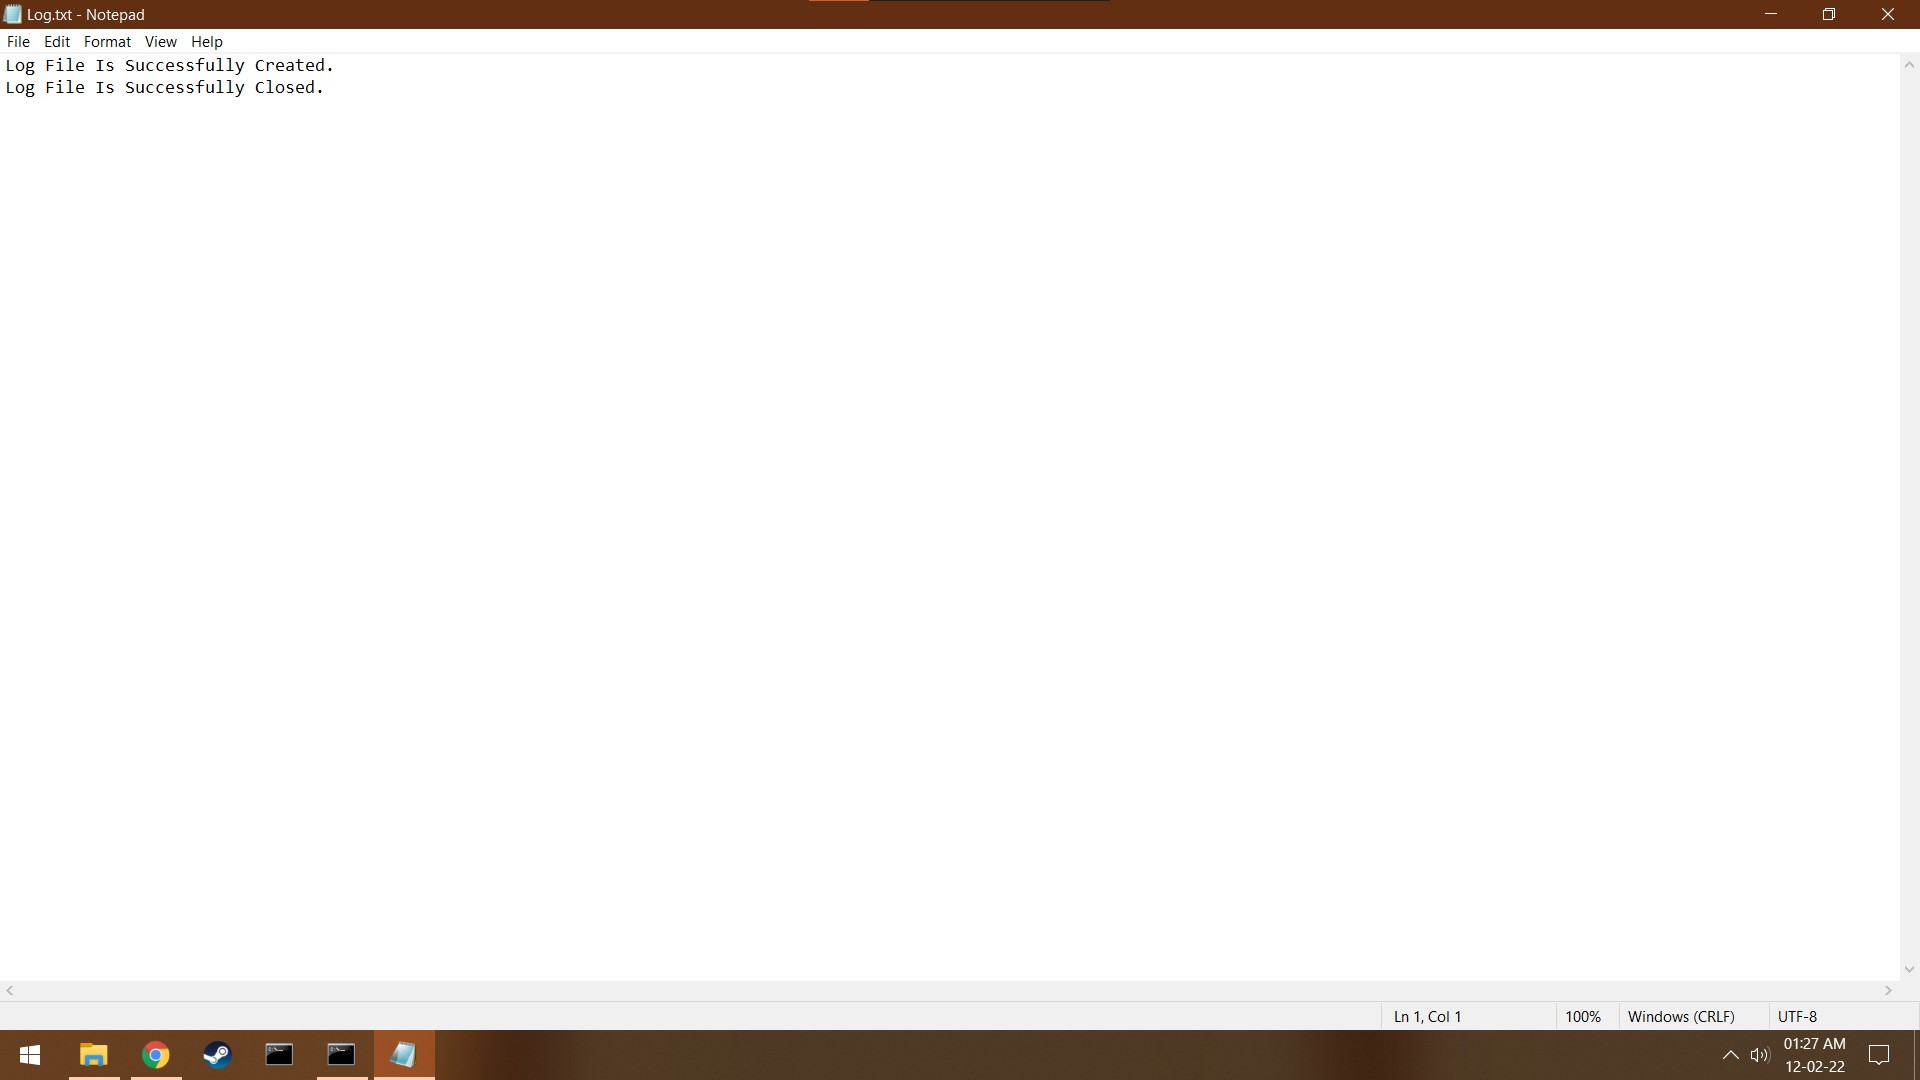 Log.txt - Notepad
File Edit Format View Help
Log File Is Successfully Created.
Log File Is Successfully Closed.
Ln 1, Col 1 100% Windows (CRLF) UTF-8
01:27 AM
12-02-22